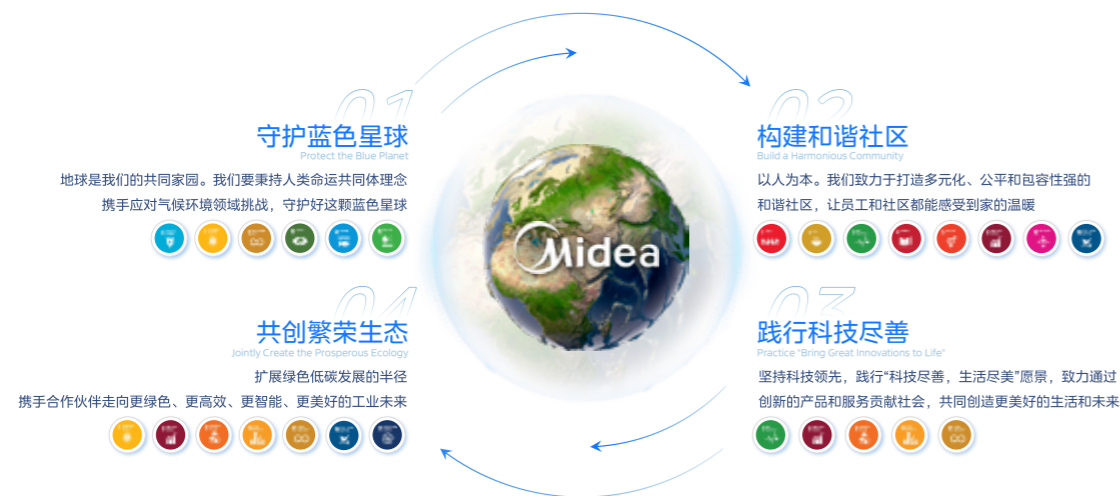 01
守护蓝色星球
Protect the Blue Planet
地球是我们的共同家园。我们要秉持人类命运共同体理念
携手应对气候环境领域挑战，守护好这颗蓝色星球
02
构建和谐社区
Build a Harmonious Community
以人为本。我们致力于打造多元化、公平和包容性强的
和谐社区，让员工和社区都能感受到家的温暖
Midea
04
共创繁荣生态
Jointly Create the Prosperous Ecology
扩展绿色低碳发展的半径
携手合作伙伴走向更绿色、更高效、更智能、更美好的工业未来
03
践行科技尽善
Practice "Bring Great Innovations to Life"
坚持科技领先，践行“科技尽善，生活尽美”愿景，致力通过
创新的产品和服务贡献社会，共同创造更美好的生活和未来